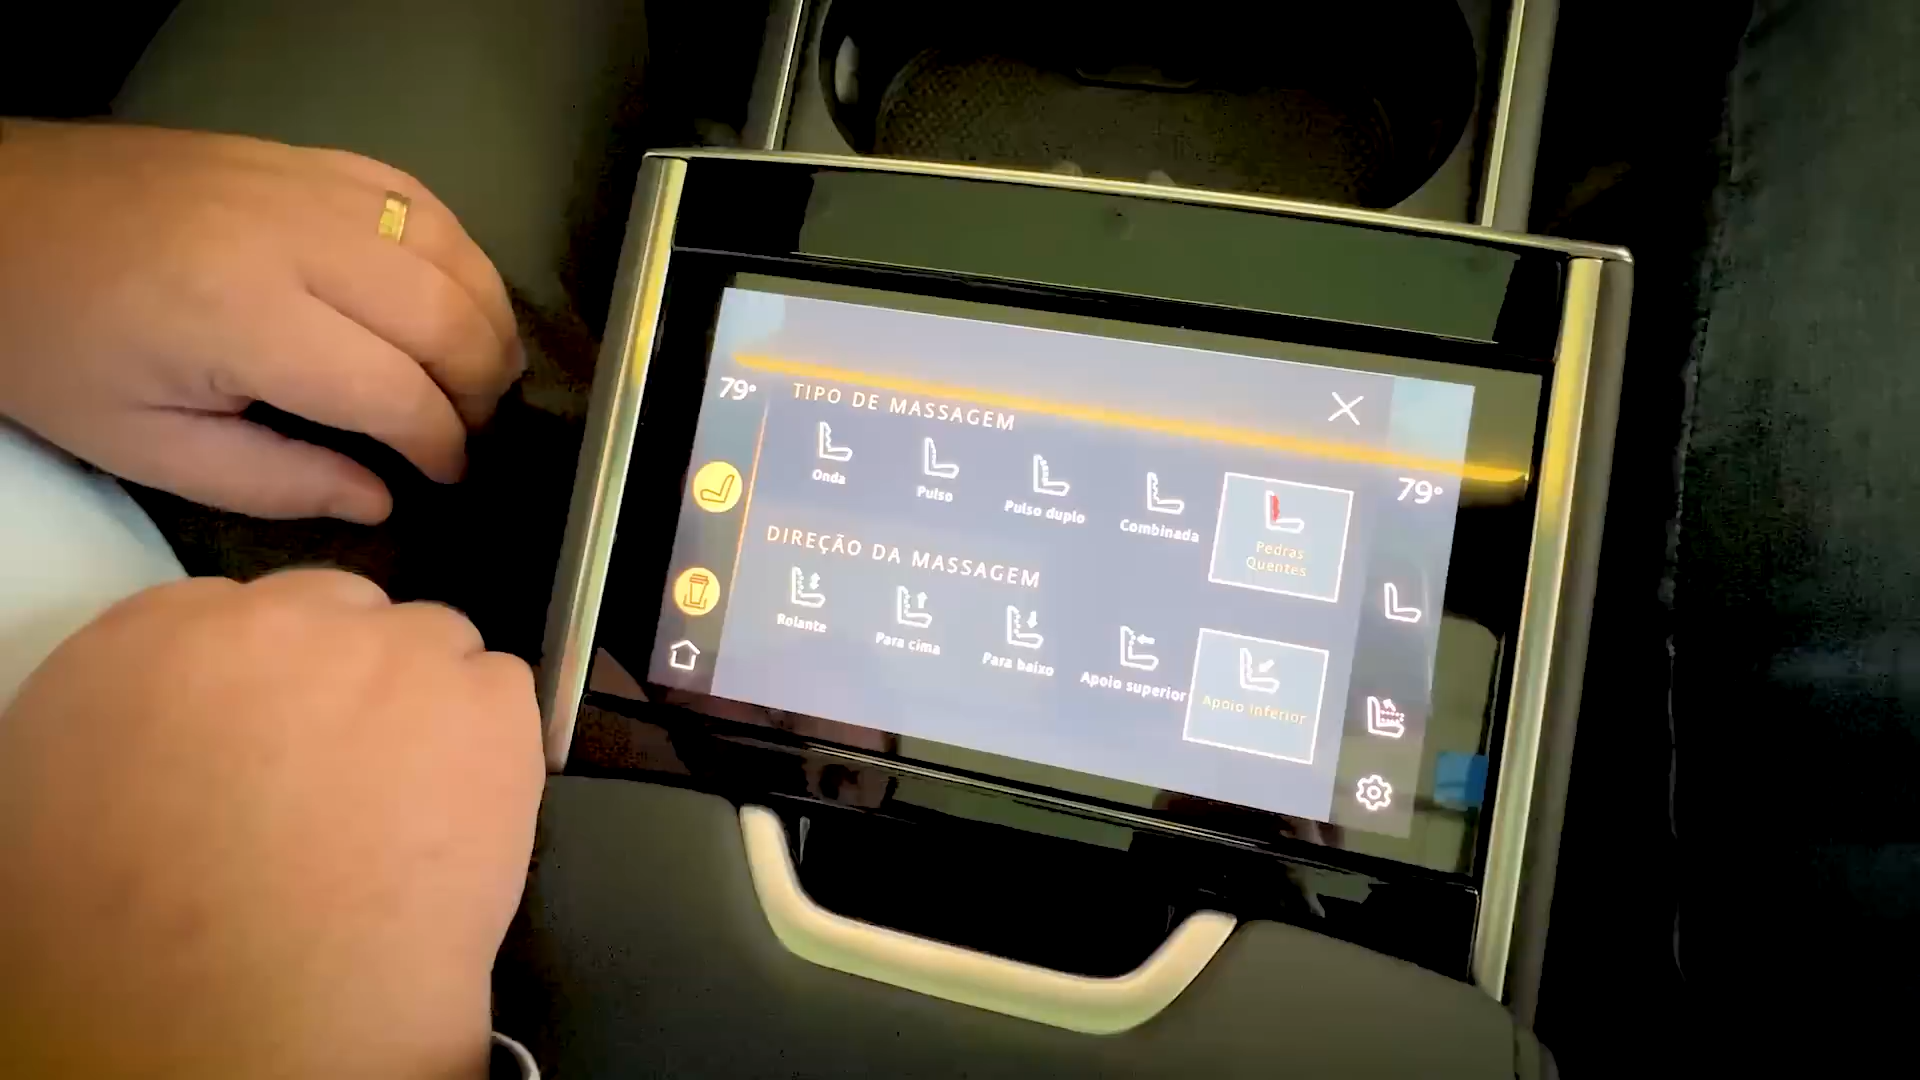 79°
TIPO DE MASSAGEM
Onda
Pulso
Pulso duplo
Combinada
Pedras
Quentes
79°
DIREÇÃO DA MASSAGEM
Rolante
Para cima
Para baixo
Apoio superior
Apoio inferior